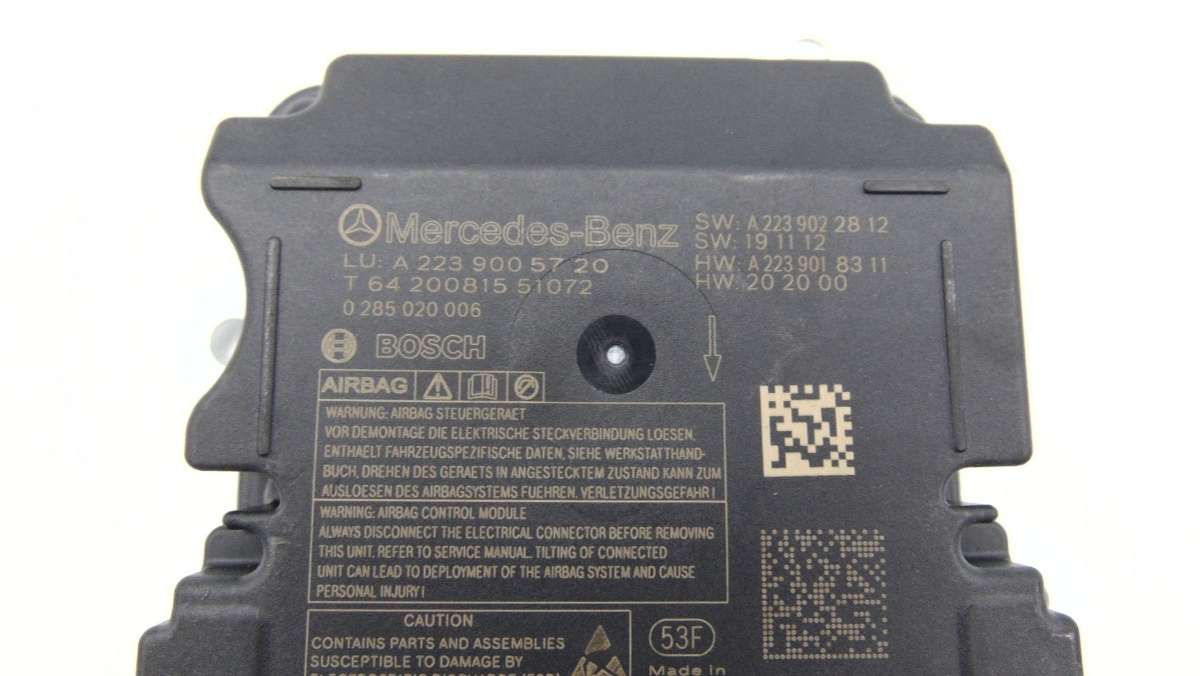 Mercedes-Benz
LU: A 223 900 57 20
T 64 200815 51072
0 285 020 006
SW: A 223 902 28 12
SW: 19 11 12
HW: A 223 901 83 11
HW: 20 20 00
BOSCH
AIRBAG
WARNUNG: AIRBAG STEUERGERAET
VOR DEMONTAGE DIE ELEKTRISCHE STECKVERBINDUNG LOESEN.
ENTHAELT FAHRZEUGSPEZIFISCHE DATEN, SIEHE WERKSTATTHAND-
BUCH, DREHEN DES GERAETS IN ANGESTECKTEM ZUSTAND KANN ZUM
AUSLOESEN DES AIRBAGSYSTEMS FUEHREN. VERLETZUNGSGEFAHR!
WARNING: AIRBAG CONTROL MODULE
ALWAYS DISCONNECT THE ELECTRICAL CONNECTOR BEFORE REMOVING
THIS UNIT. REFER TO SERVICE MANUAL. TILTING OF CONNECTED
UNIT CAN LEAD TO DEPLOYMENT OF THE AIRBAG SYSTEM AND CAUSE
PERSONAL INJURY!
CAUTION
CONTAINS PARTS AND ASSEMBLIES
SUSCEPTIBLE TO DAMAGE BY
ELECTROSTATIC DISCHARGE (ESD)
53F
Made in